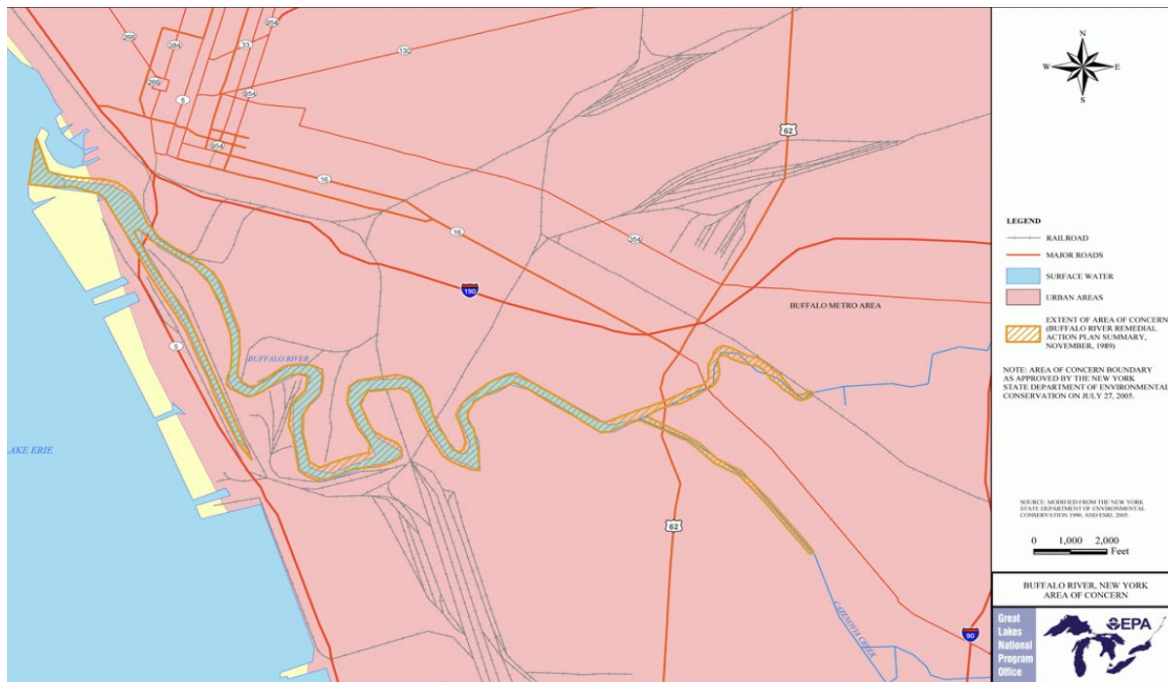 266
384
33
354
130
266
5
354
354
62
16
16
354
190
BUFFALO METRO AREA
5
BUFFALO RIVER
LAKE ERIE
62
CAZENOVIA CREEK
90
N
W
E
S
LEGEND
RAILROAD
MAJOR ROADS
SURFACE WATER
URBAN AREAS
EXTENT OF AREA OF CONCERN
(BUFFALO RIVER REMEDIAL
ACTION PLAN SUMMARY,
NOVEMBER, 1989)
NOTE: AREA OF CONCERN BOUNDARY
AS APPROVED BY THE NEW YORK
STATE DEPARTMENT OF ENVIRONMENTAL
CONSERVATION ON JULY 27, 2005.
SOURCE: MODIFIED FROM THE NEW YORK
STATE DEPARTMENT OF ENVIRONMENTAL
CONSERVATION 1990, AND ESRI, 2005.
0 1,000 2,000
Feet
BUFFALO RIVER, NEW YORK
AREA OF CONCERN
Great
Lakes
National
Program
Office
EPA